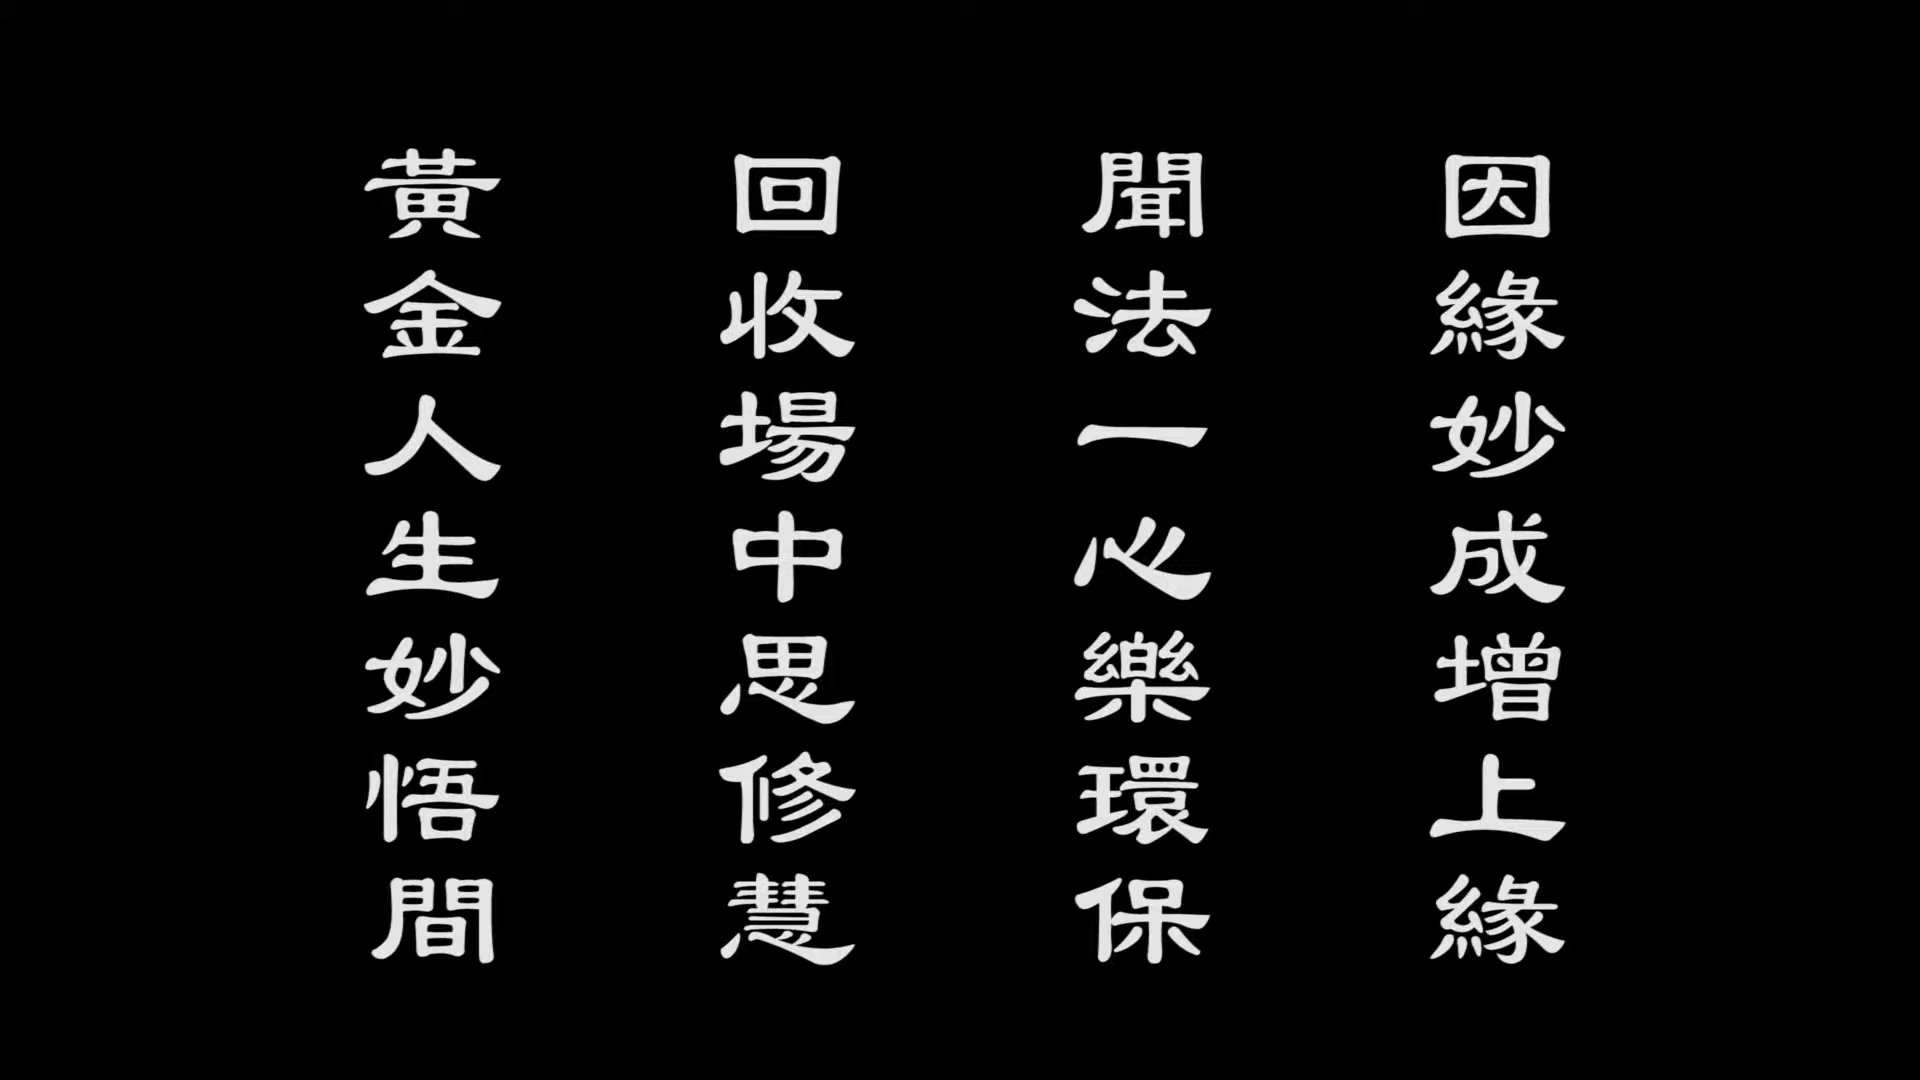 因緣妙成增上緣
聞法一心樂環保
回收場中思修慧
黃金人生妙悟間